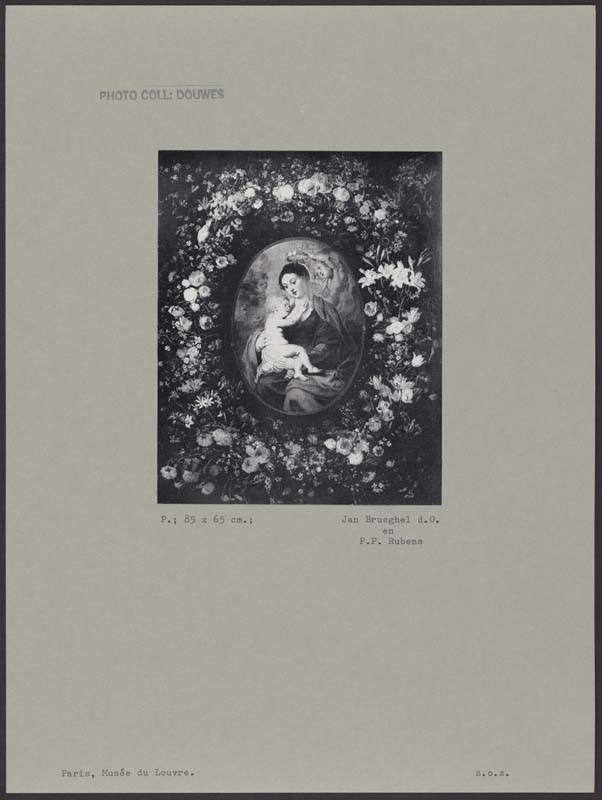 PHOTO COLL: DOUWES
P.; 85 x 65 cm.;
Jan Brueghel d.O.
en
P.P. Rubens
Paris, Musée du Louvre.
z.o.z.